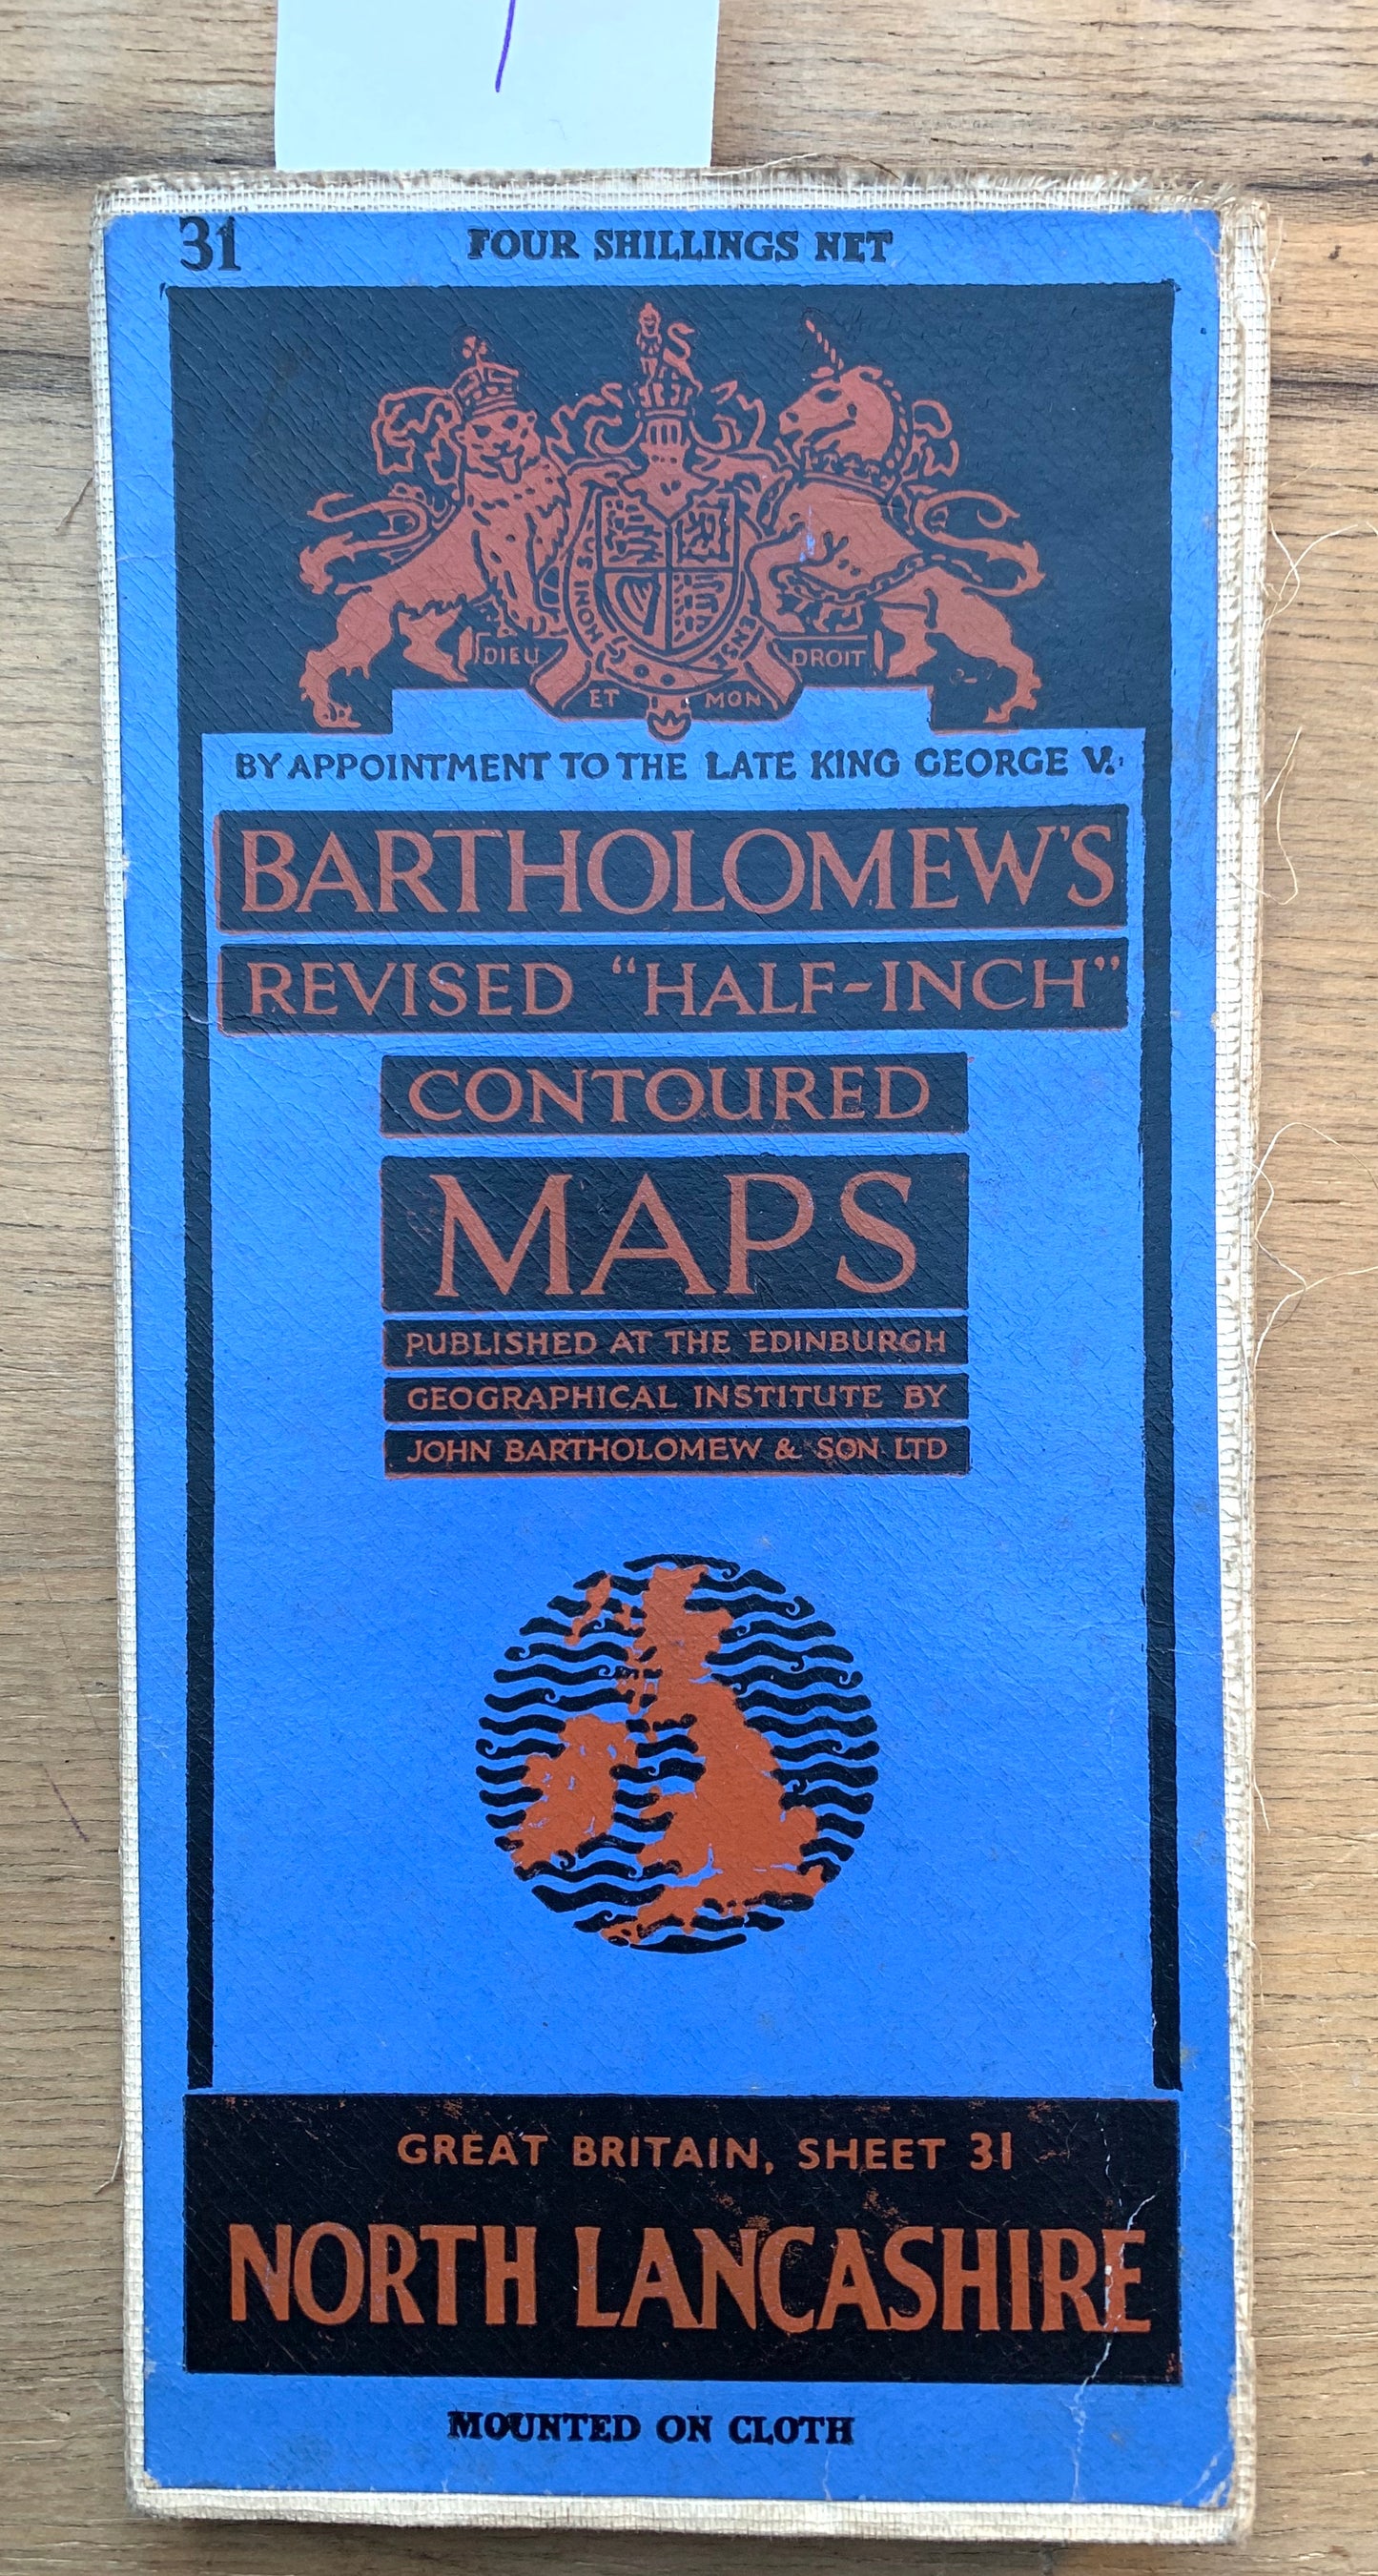 31
FOUR SHILLINGS NET
S INON
ENS
DIEU
DROIT
ET
MON
BY APPOINTMENT TO THE LATE KING GEORGE V.
BARTHOLOMEW'S
REVISED “HALF-INCH”
CONTOURED
MAPS
PUBLISHED AT THE EDINBURGH
GEOGRAPHICAL INSTITUTE BY
JOHN BARTHOLOMEW & SON LTD
GREAT BRITAIN, SHEET 31
NORTH LANCASHIRE
MOUNTED ON CLOTH